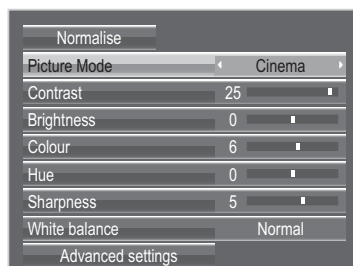 Normalise
Picture Mode Cinema
Contrast 25
Brightness 0
Colour 6
Hue 0
Sharpness 5
White balance Normal
Advanced settings